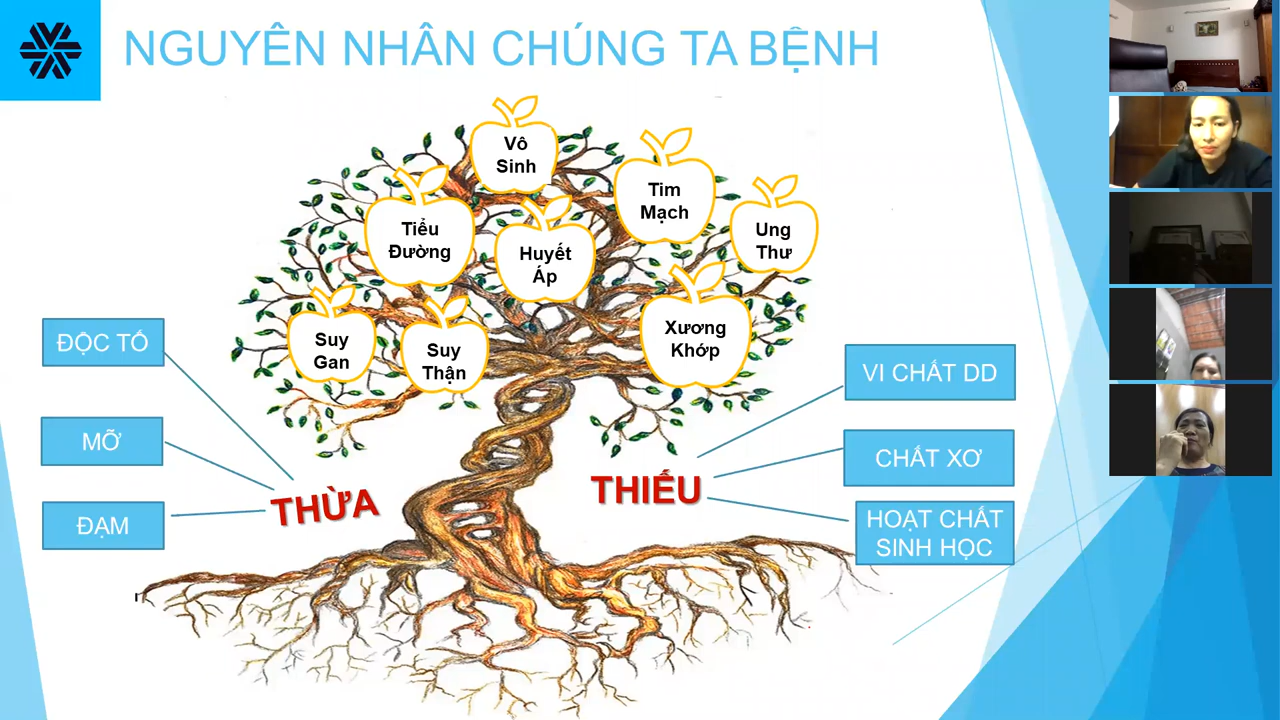 NGUYÊN NHÂN CHÚNG TA BỆNH
Vô
Sinh
Tim
Mạch
Tiểu
Đường
Ung
Thư
Huyết
Áp
Suy
Gan
Suy
Thận
Xương
Khớp
ĐỘC TỐ
MỠ
ĐẠM
THỪA
THIẾU
VI CHẤT DD
CHẤT XƠ
HOẠT CHẤT
SINH HỌC